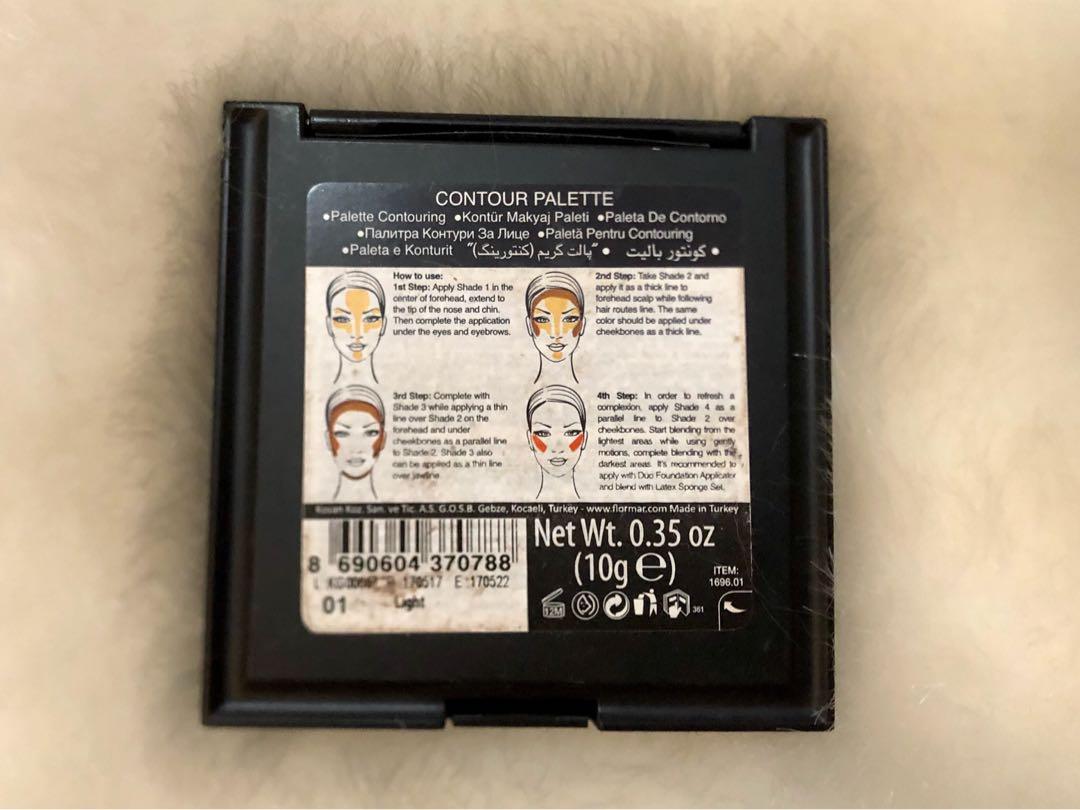 CONTOUR PALETTE
•Palette Contouring •Kontür Makyaj Paleti •Paleta De Contorno
•Палитра Контури За Лице •Paletă Pentru Contouring
•Paleta e Konturit "پالت گریم (کنتورینگ)" • كونتور باليت •
How to use:
1st Step: Apply Shade 1 in the
center of forehead, extend to
the tip of the nose and chin.
Then complete the application
under the eyes and eyebrows.
2nd Step: Take Shade 2 and
apply it as a thick line to
forehead scalp while following
hair routes line. The same
color should be applied under
cheekbones as a thick line.
3rd Step: Complete with
Shade 3 while applying a thin
line over Shade 2 on the
forehead and under
cheekbones as a parallel line
to Shade 2. Shade 3 also
can be applied as a thin line
over jawline.
4th Step: In order to refresh a
complexion, apply Shade 4 as a
parallel line to Shade 2 over
cheekbones. Start blending from the
lightest areas while using gently
motions, complete blending with the
darkest areas. It's recommended to
apply with Duo Foundation Applicator
and blend with Latex Sponge Set.
Koz. San. ve Tic. A.S. G.O.S.B. Gebze, Kocaeli, Turkey - www.flormar.com Made in Turkey
8 690604 370788
170517 E:170522
01 Light
Net Wt. 0.35 oz
(10g ℮)
ITEM:
1696.01
12M
361